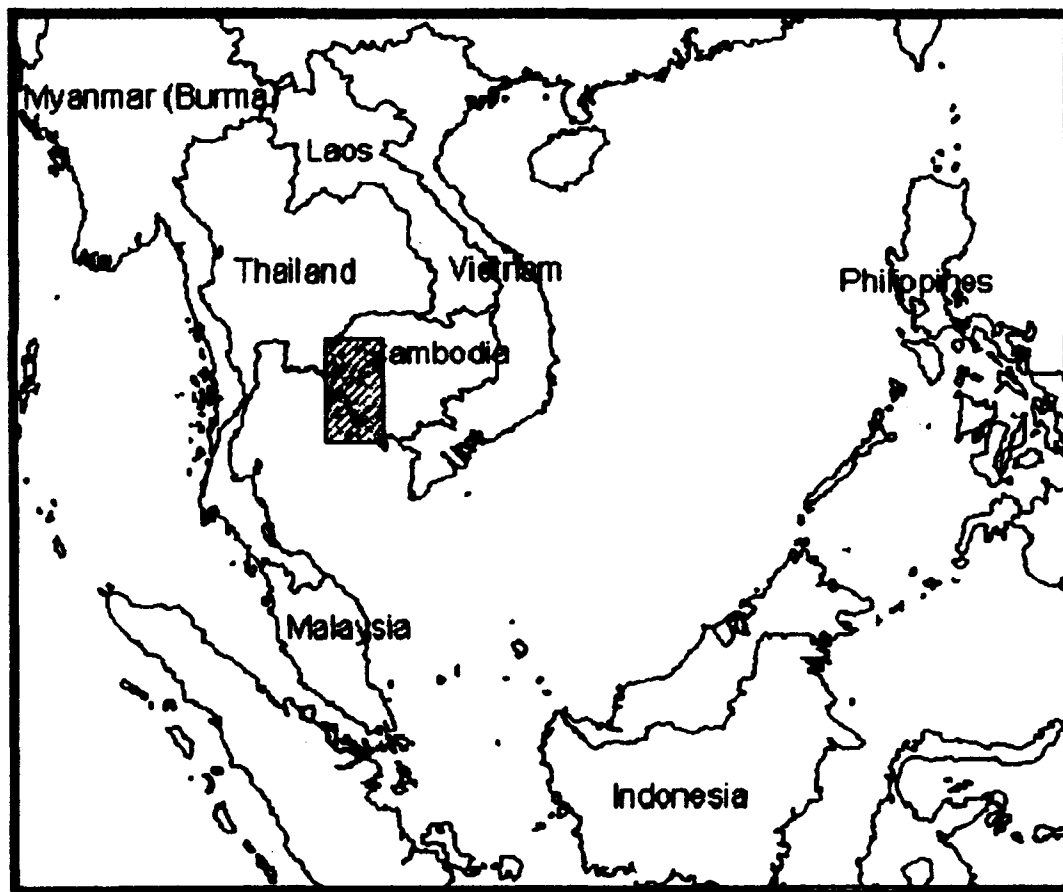 Myanmar (Burma)
Laos
Thailand
Vietnam
Philippines
Cambodia
Malaysia
Indonesia